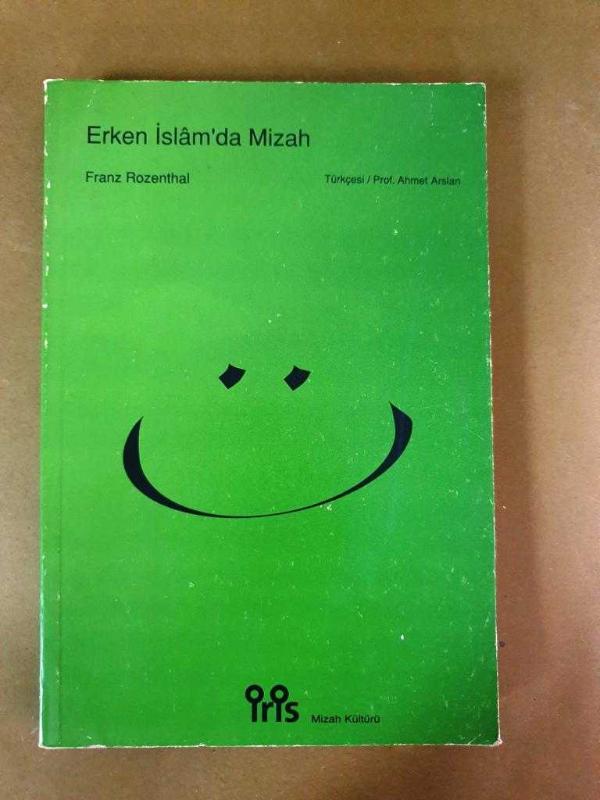 Erken İslâm'da Mizah
Franz Rozenthal
Türkçesi / Prof. Ahmet Arslan
ت
iris
Mizah Kültürü